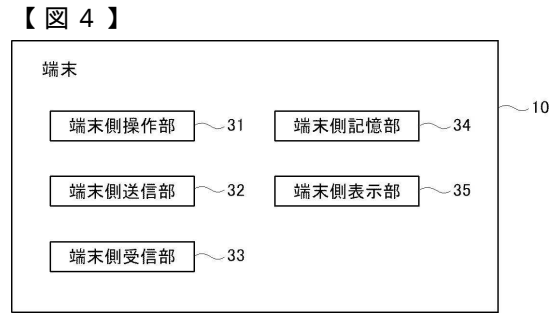 【図４】
端末
10
端末側操作部 31
端末側記憶部 34
端末側送信部 32
端末側表示部 35
端末側受信部 33